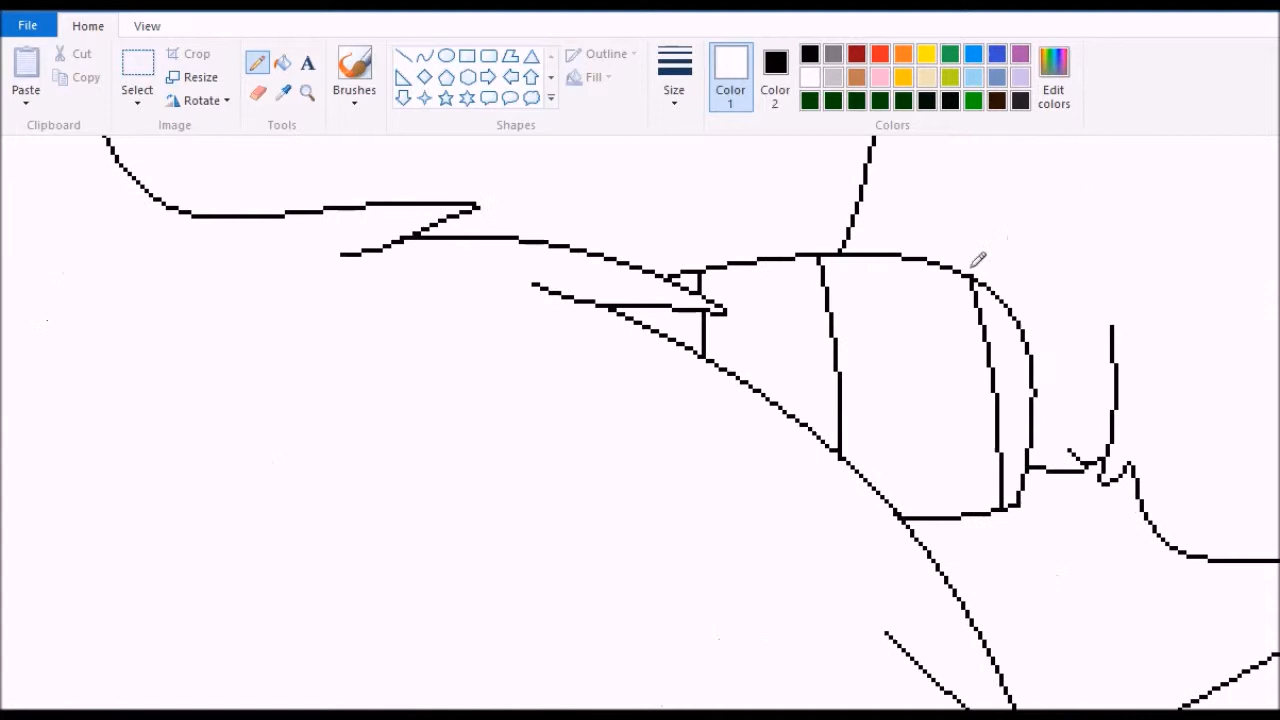 File Home View
Paste Cut Copy Select Crop Resize Rotate A Brushes Outline Fill Size Color 1 Color 2 Edit colors
Clipboard Image Tools Shapes Colors